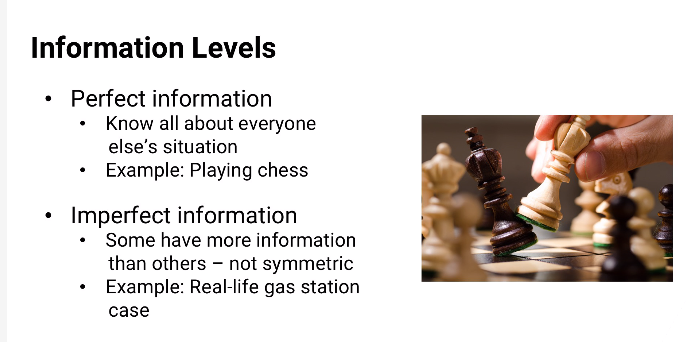 Information Levels
• Perfect information
• Know all about everyone
else’s situation
• Example: Playing chess
• Imperfect information
• Some have more information
than others – not symmetric
• Example: Real-life gas station
case